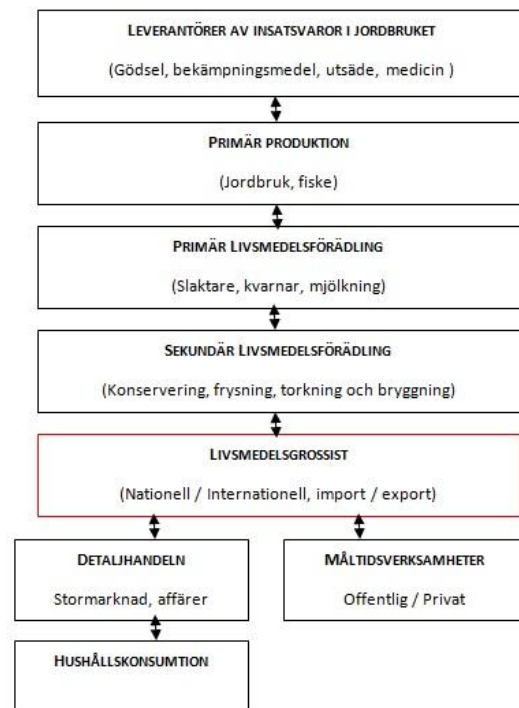 LEVERANTÖRER AV INSATSVAROR I JORDBRUKET
(Gödsel, bekämpningsmedel, utsäde, medicin )
PRIMÄR PRODUKTION
(Jordbruk, fiske)
PRIMÄR LIVSMEDELSFÖRÄDLING
(Slaktare, kvarnar, mjölkning)
SEKUNDÄR LIVSMEDELSFÖRÄDLING
(Konservering, frysning, torkning och bryggning)
LIVSMEDELSGROSSIST
(Nationell / Internationell, import / export)
DETALJHANDELN
Stormarknad, affärer
MÅLTIDSVERKSAMHETER
Offentlig / Privat
HUSHÅLLSKONSUMTION